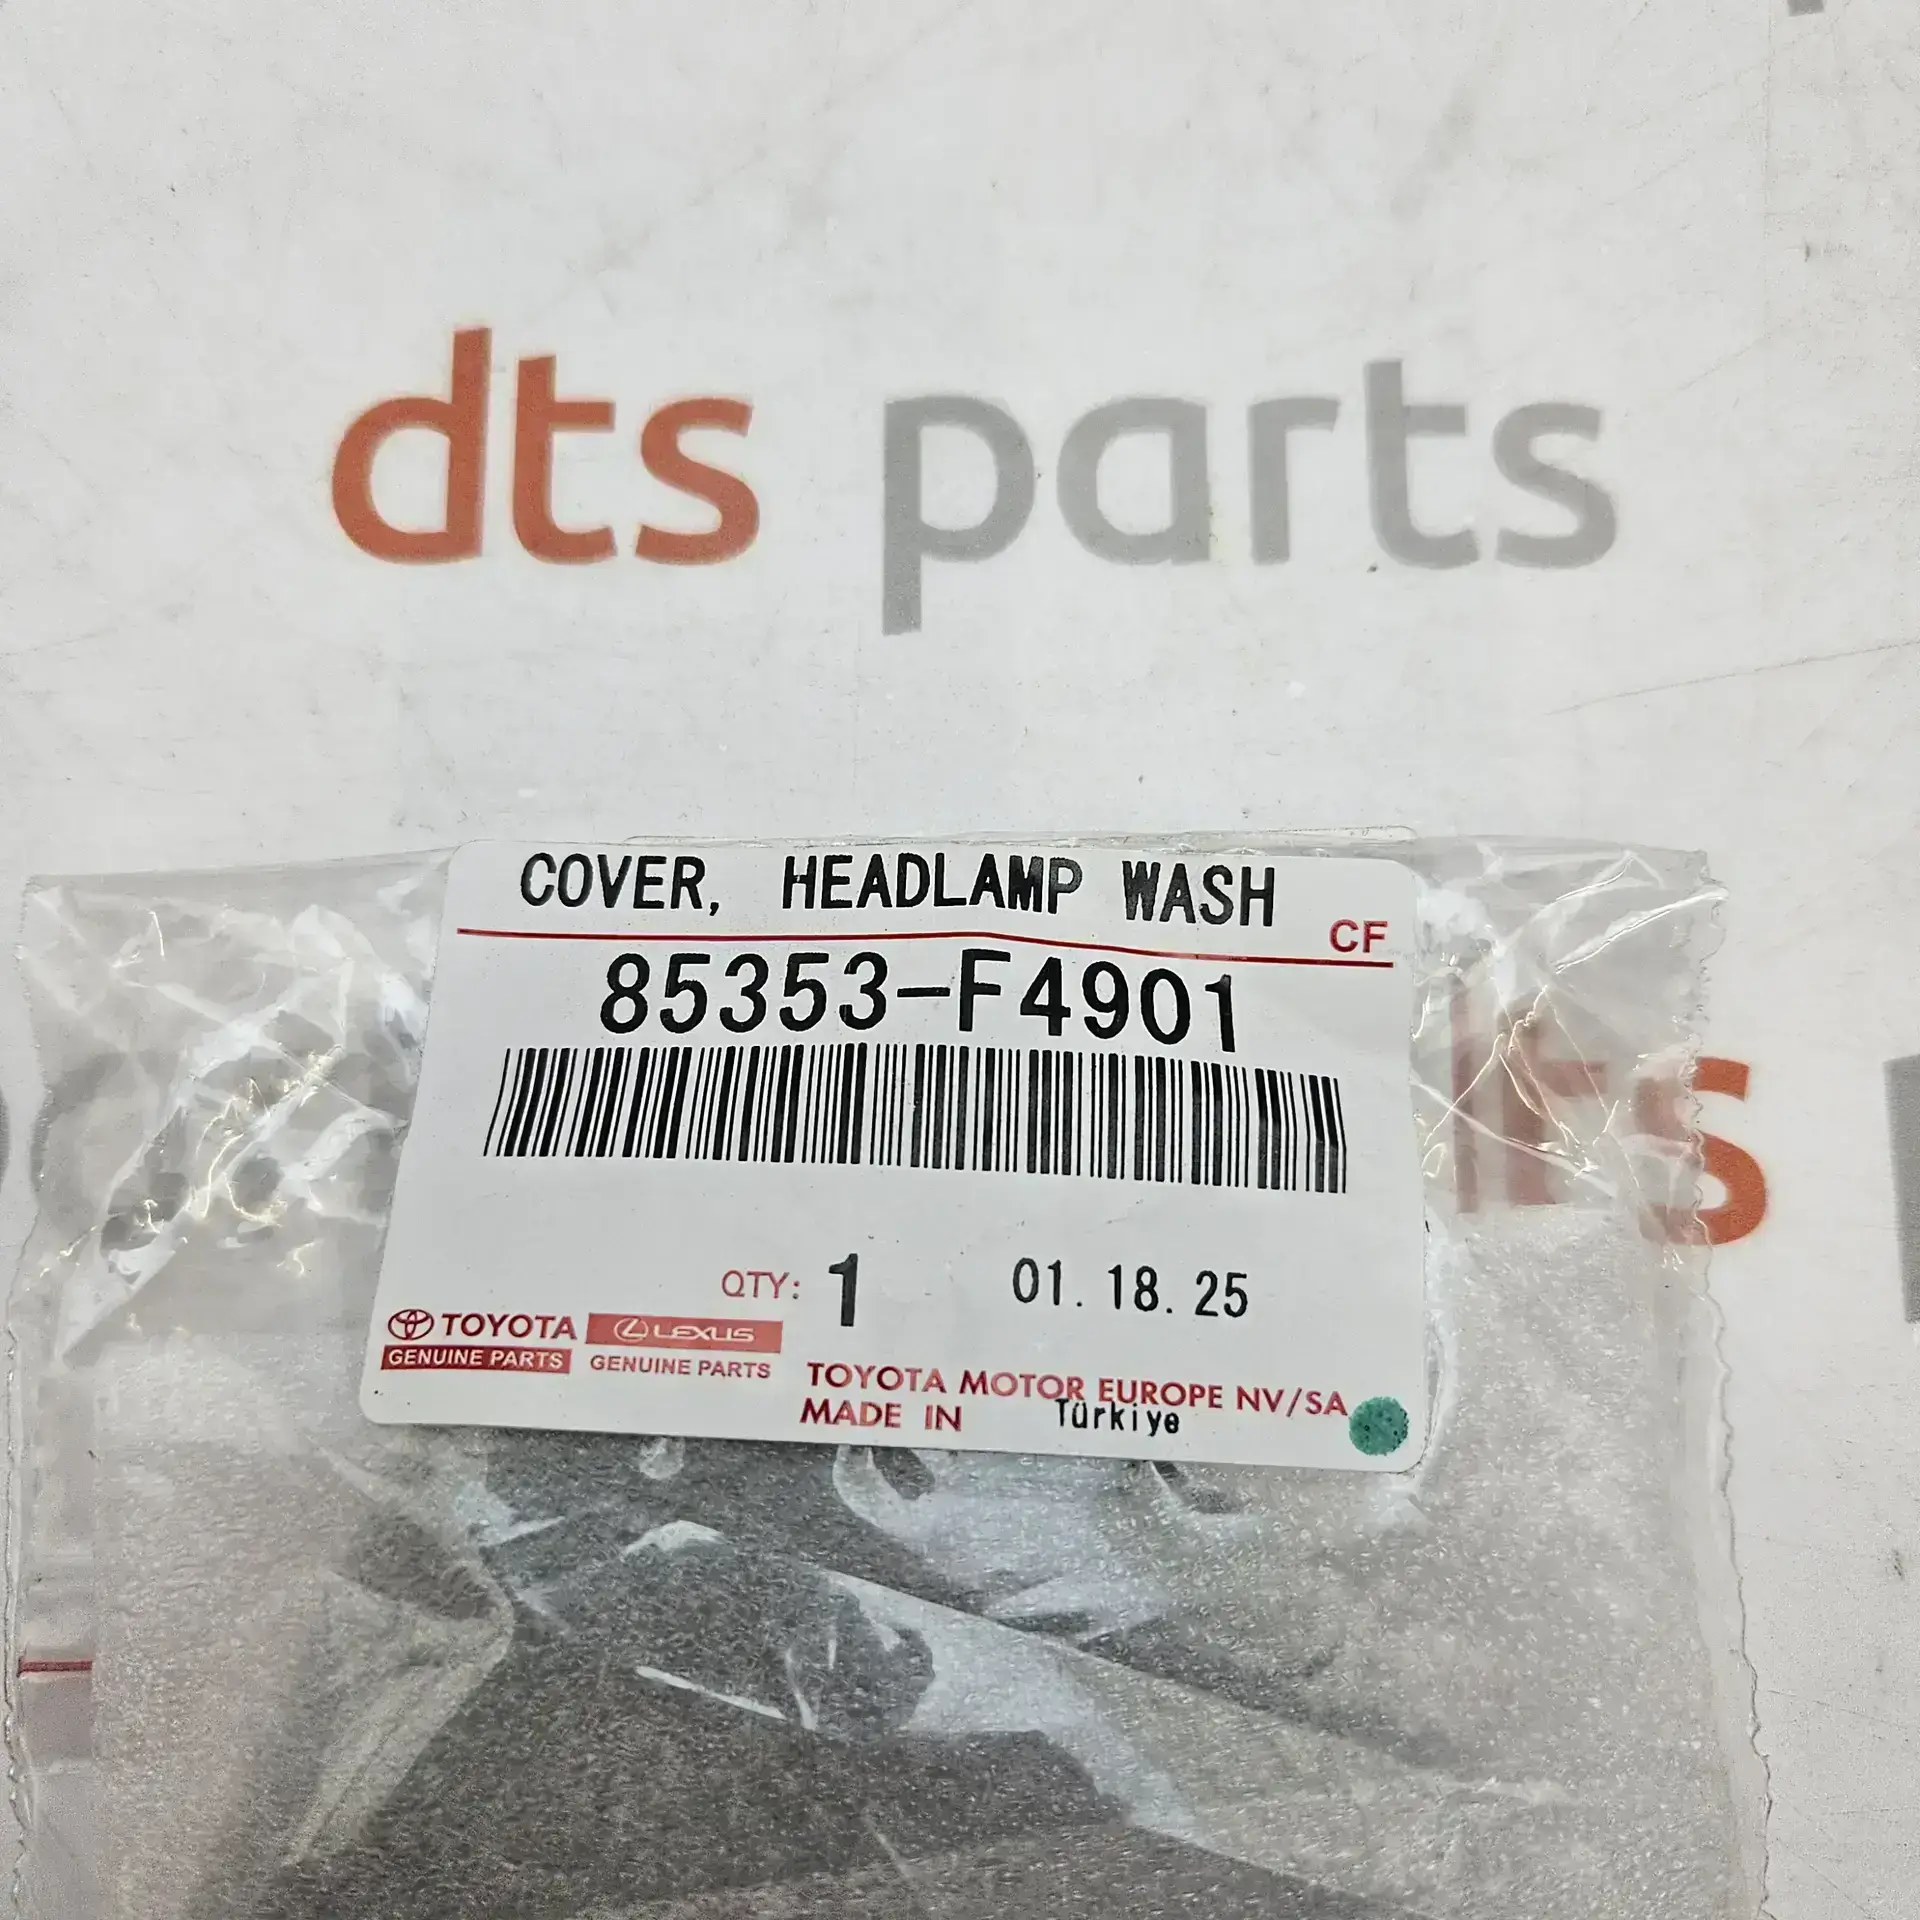 dts parts
COVER, HEADLAMP WASH
CF
85353-F4901
ts
QTY: 1 01.18.25
TOYOTA LEXUS
GENUINE PARTS GENUINE PARTS
TOYOTA MOTOR EUROPE NV/SA
MADE IN Türkiye